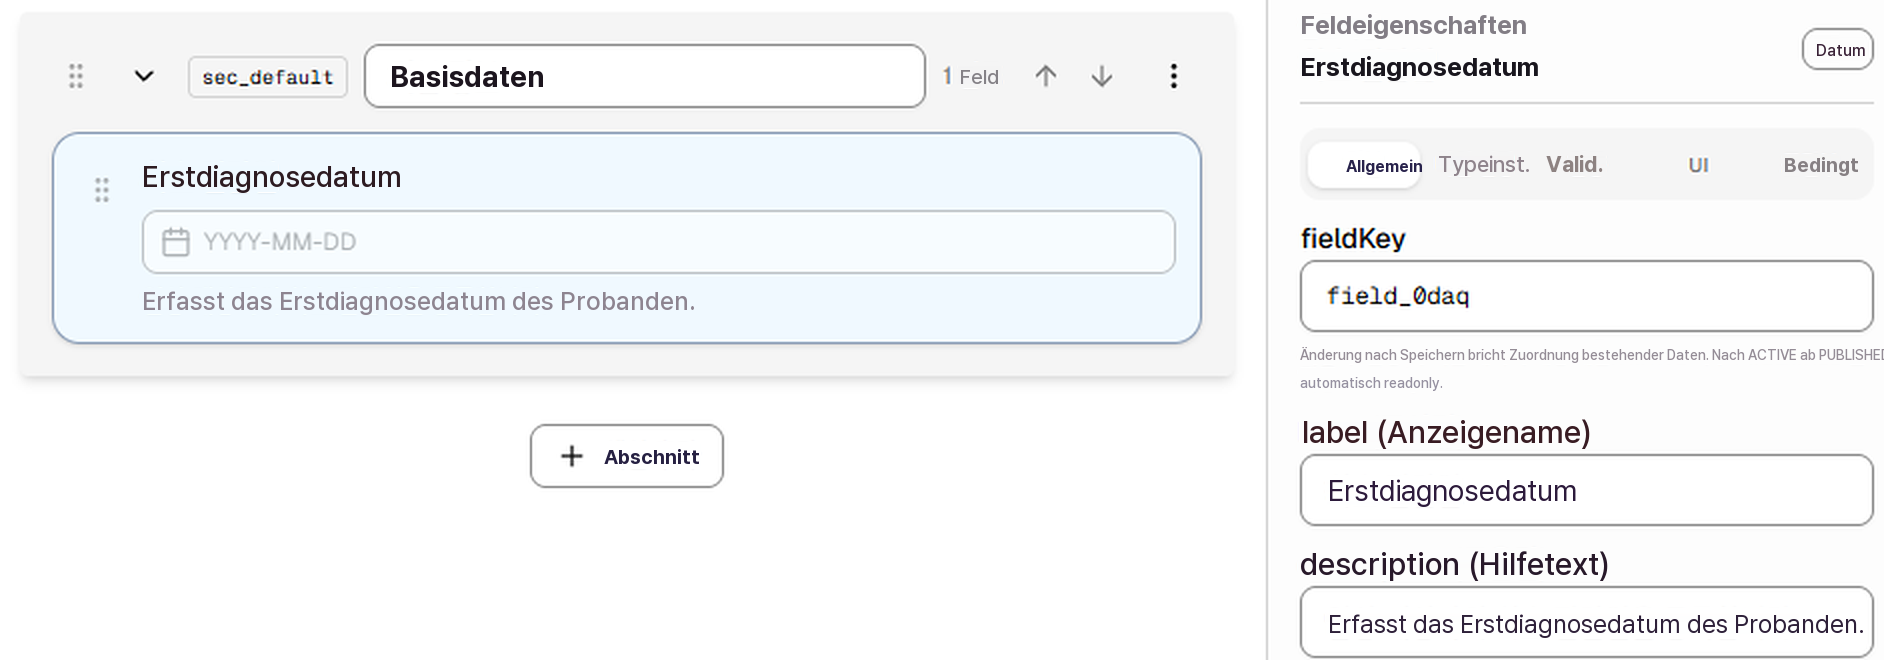 sec_default
Basisdaten
1 Feld
Erstdiagnosedatum
YYYY-MM-DD
Erfasst das Erstdiagnosedatum des Probanden.
Abschnitt
Feldeigenschaften
Erstdiagnosedatum
Datum
Allgemein Typeinst. Valid. UI Bedingt
fieldKey
field_0daq
Änderung nach Speichern bricht Zuordnung bestehender Daten. Nach ACTIVE ab PUBLISHED
automatisch readonly.
label (Anzeigename)
Erstdiagnosedatum
description (Hilfetext)
Erfasst das Erstdiagnosedatum des Probanden.